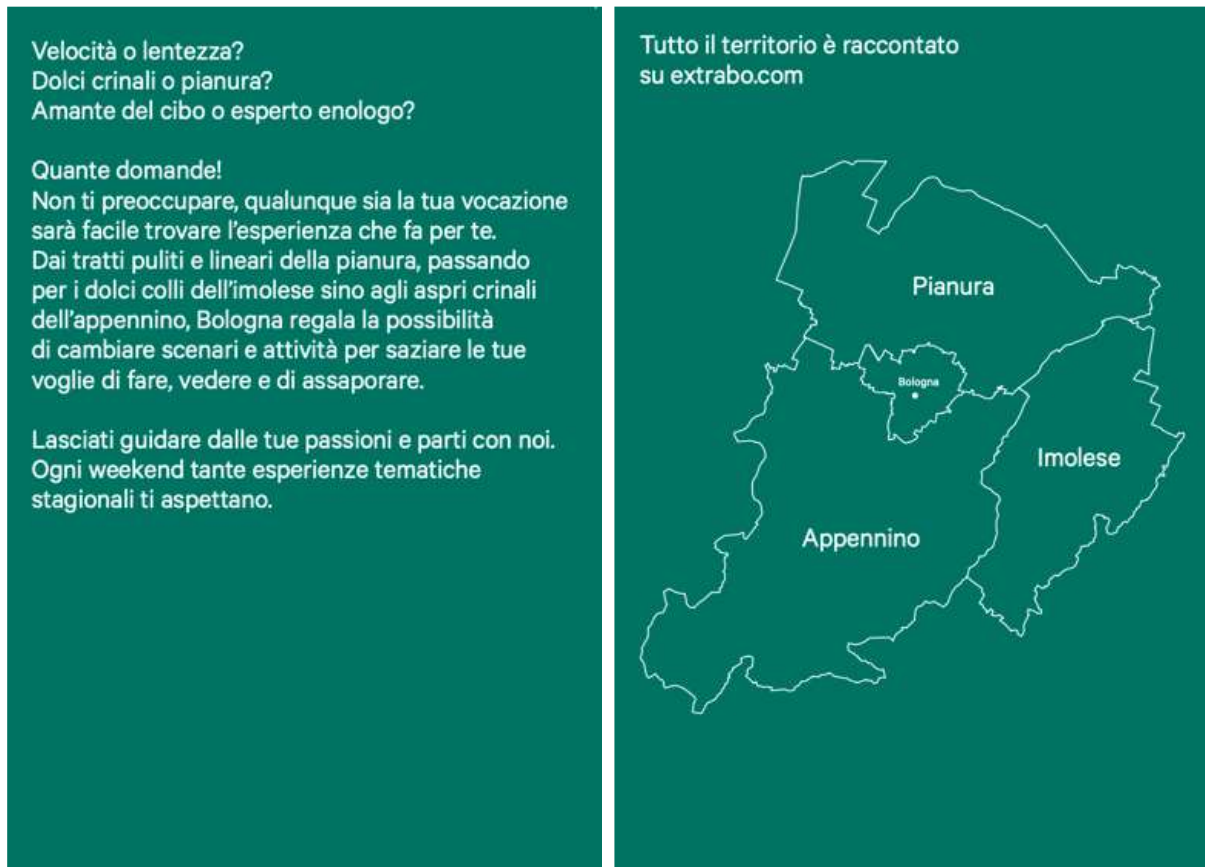 Velocità o lentezza?
Dolci crinali o pianura?
Amante del cibo o esperto enologo?
Quante domande!
Non ti preoccupare, qualunque sia la tua vocazione
sarà facile trovare l'esperienza che fa per te.
Dai tratti puliti e lineari della pianura, passando
per i dolci colli dell'imolese sino agli aspri crinali
dell'appennino, Bologna regala la possibilità
di cambiare scenari e attività per saziare le tue
voglie di fare, vedere e di assaporare.
Lasciati guidare dalle tue passioni e parti con noi.
Ogni weekend tante esperienze tematiche
stagionali ti aspettano.
Tutto il territorio è raccontato
su extrabo.com
Pianura
Bologna
Imolese
Appennino